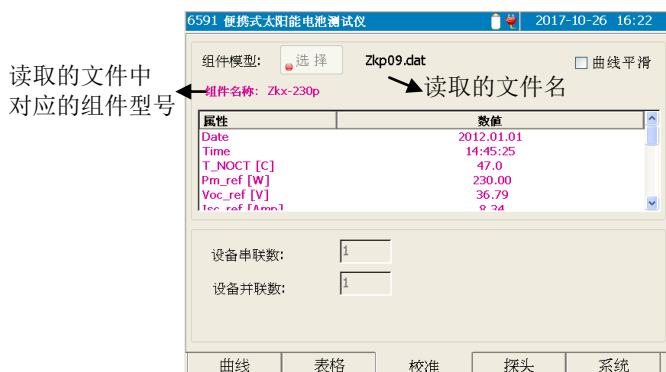 6591 便携式太阳能电池测试仪 2017-10-26 16:22
组件模型: 选择 Zkp09.dat 曲线平滑
读取的文件中
对应的组件型号
读取的文件名
组件名称: Zkx-230p
属性 数值
Date 2012.01.01
Time 14:45:25
T_NOCT [C] 47.0
Pm_ref [W] 230.00
Voc_ref [V] 36.79
Isc_ref [Amp] 8.34
设备串联数: 1
设备并联数: 1
曲线 表格 校准 探头 系统